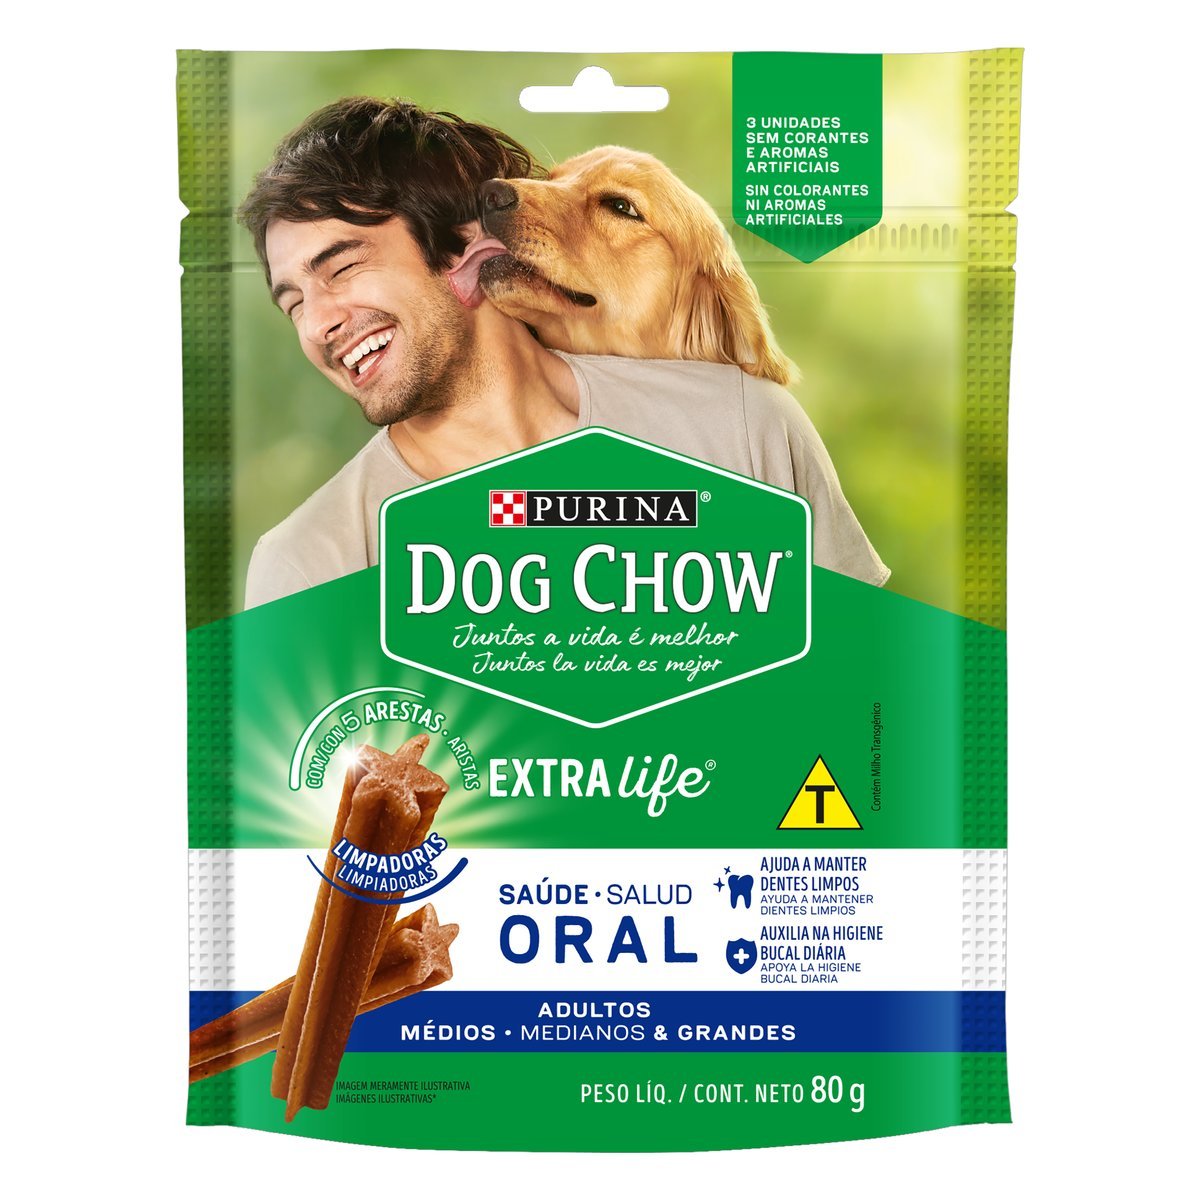 3 UNIDADES
SEM CORANTES
E AROMAS
ARTIFICIAIS
SIN COLORANTES
NI AROMAS
ARTIFICIALES
PURINA®
DOG CHOW®
Juntos a vida é melhor
Juntos la vida es mejor
COM/CON 5 ARESTAS · ARISTAS
LIMPADORAS
LIMPIADORAS
EXTRA life®
T
Contém Milho Transgênico
SAÚDE · SALUD
ORAL
AJUDA A MANTER
DENTES LIMPOS
AYUDA A MANTENER
DIENTES LIMPIOS
AUXILIA NA HIGIENE
BUCAL DIÁRIA
APOYA LA HIGIENE
BUCAL DIARIA
ADULTOS
MÉDIOS · MEDIANOS & GRANDES
IMAGEM MERAMENTE ILUSTRATIVA
IMÁGENES ILUSTRATIVAS*
PESO LÍQ. / CONT. NETO 80 g